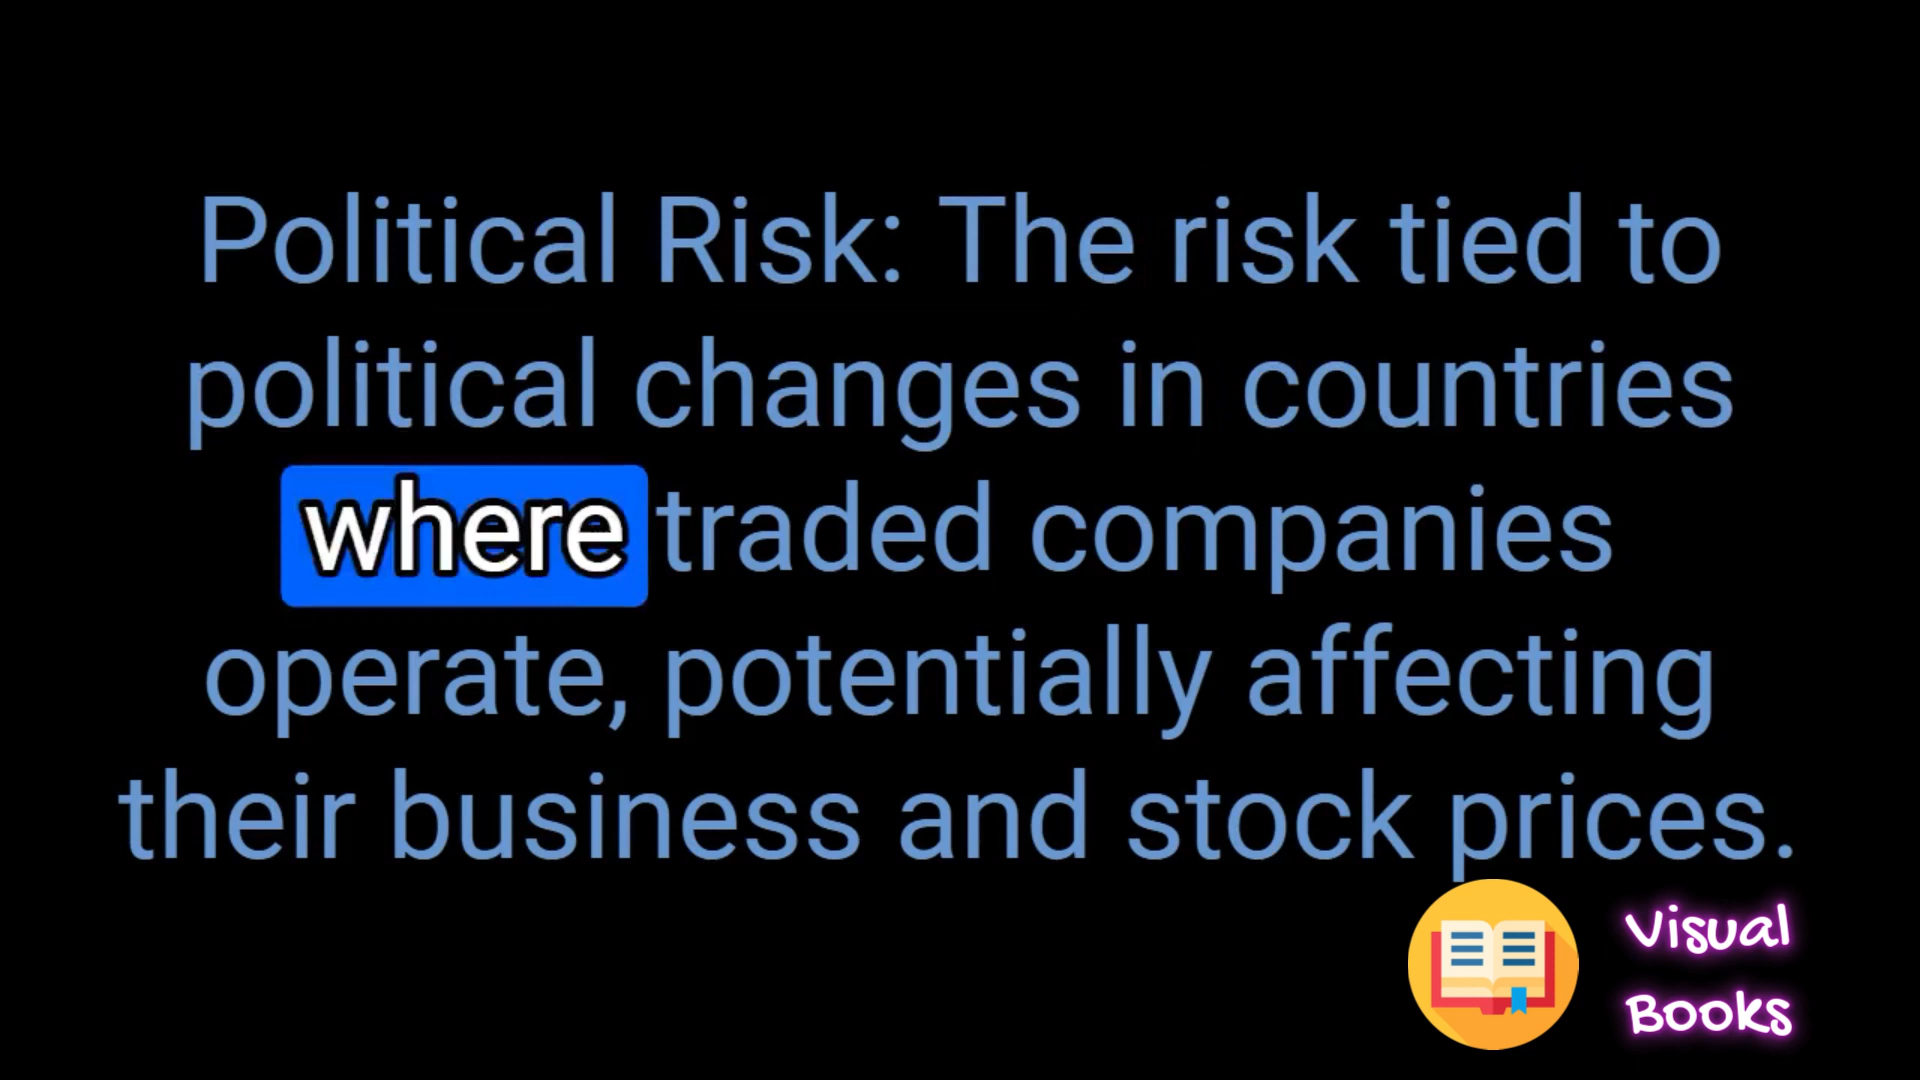 Political Risk: The risk tied to
political changes in countries
where traded companies
operate, potentially affecting
their business and stock prices.
Visual
Books